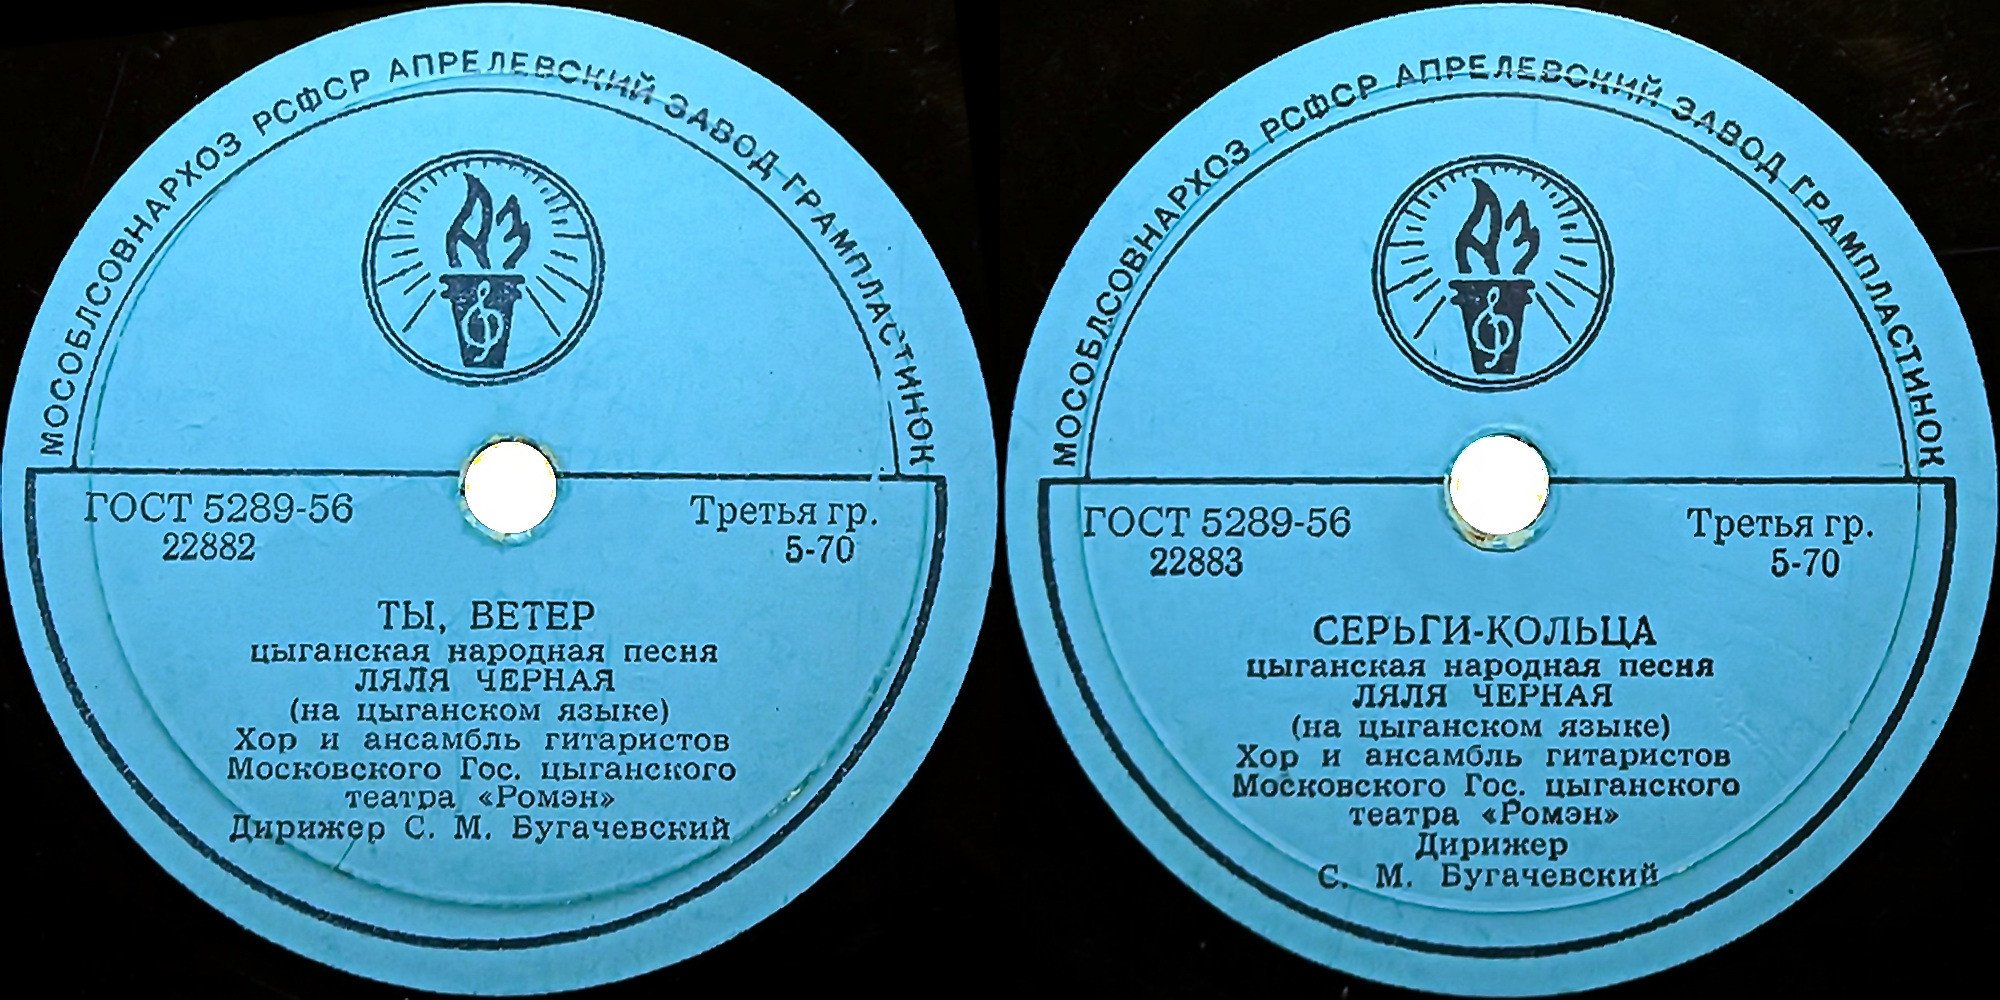 МОСОБЛСОВНАРХОЗ РСФСР АПРЕЛЕВСКИЙ ЗАВОД ГРАМПЛАСТИНОК
АЗ
ГОСТ 5289-56
22882
Третья гр.
5-70
ТЫ, ВЕТЕР
цыганская народная песня
ЛЯЛЯ ЧЕРНАЯ
(на цыганском языке)
Хор и ансамбль гитаристов
Московского Гос. цыганского
театра «Ромэн»
Дирижер С. М. Бугачевский
МОСОБЛСОВНАРХОЗ РСФСР АПРЕЛЕВСКИЙ ЗАВОД ГРАМПЛАСТИНОК
АЗ
ГОСТ 5289-56
22883
Третья гр.
5-70
СЕРЬГИ-КОЛЬЦА
цыганская народная песня
ЛЯЛЯ ЧЕРНАЯ
(на цыганском языке)
Хор и ансамбль гитаристов
Московского Гос. цыганского
театра «Ромэн»
Дирижер
С. М. Бугачевский